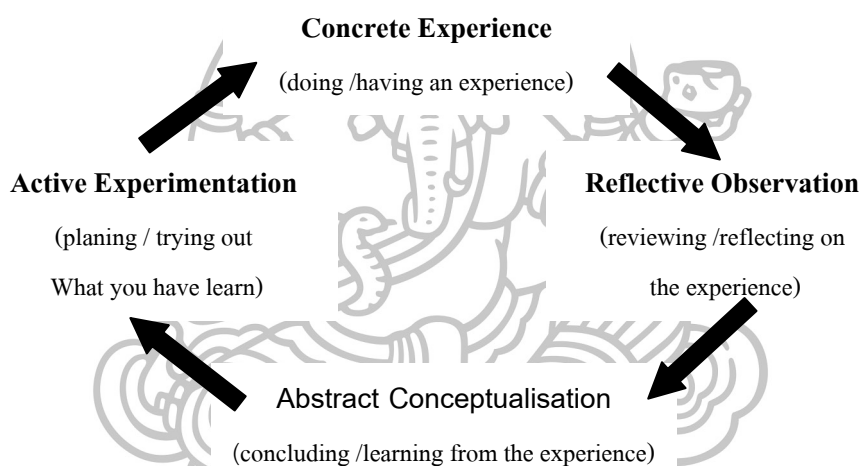 Concrete Experience
(doing /having an experience)
Active Experimentation
(planing / trying out
What you have learn)
Reflective Observation
(reviewing /reflecting on
the experience)
Abstract Conceptualisation
(concluding /learning from the experience)